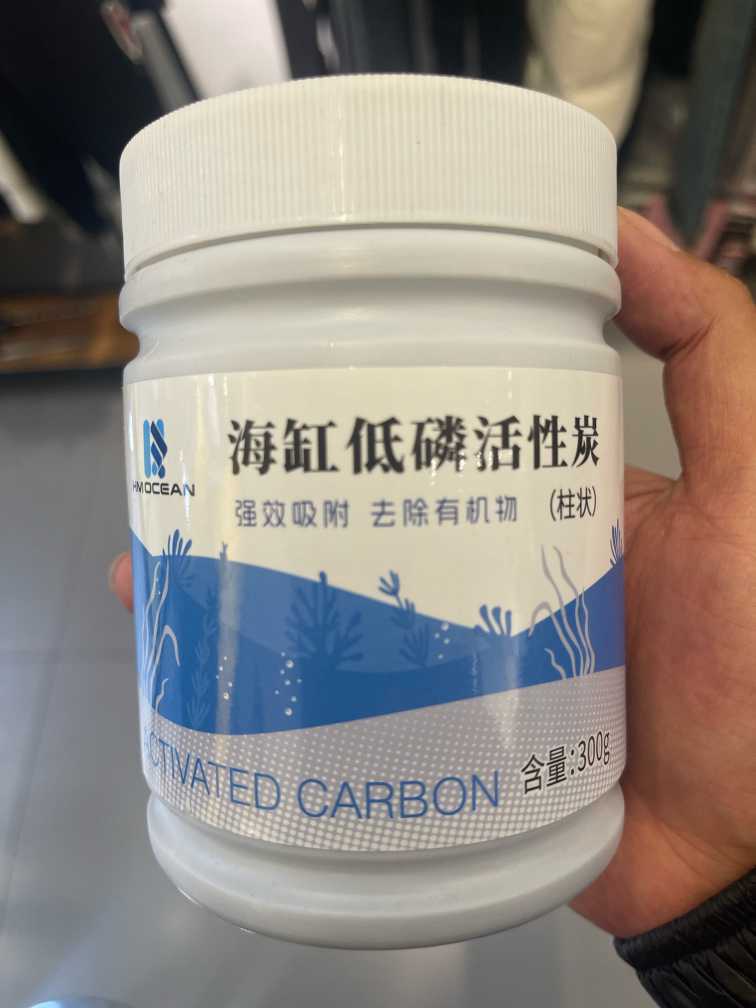 海缸低磷活性炭
HMOCEAN
强效吸附 去除有机物 (柱状)
ACTIVATED CARBON
含量:300g